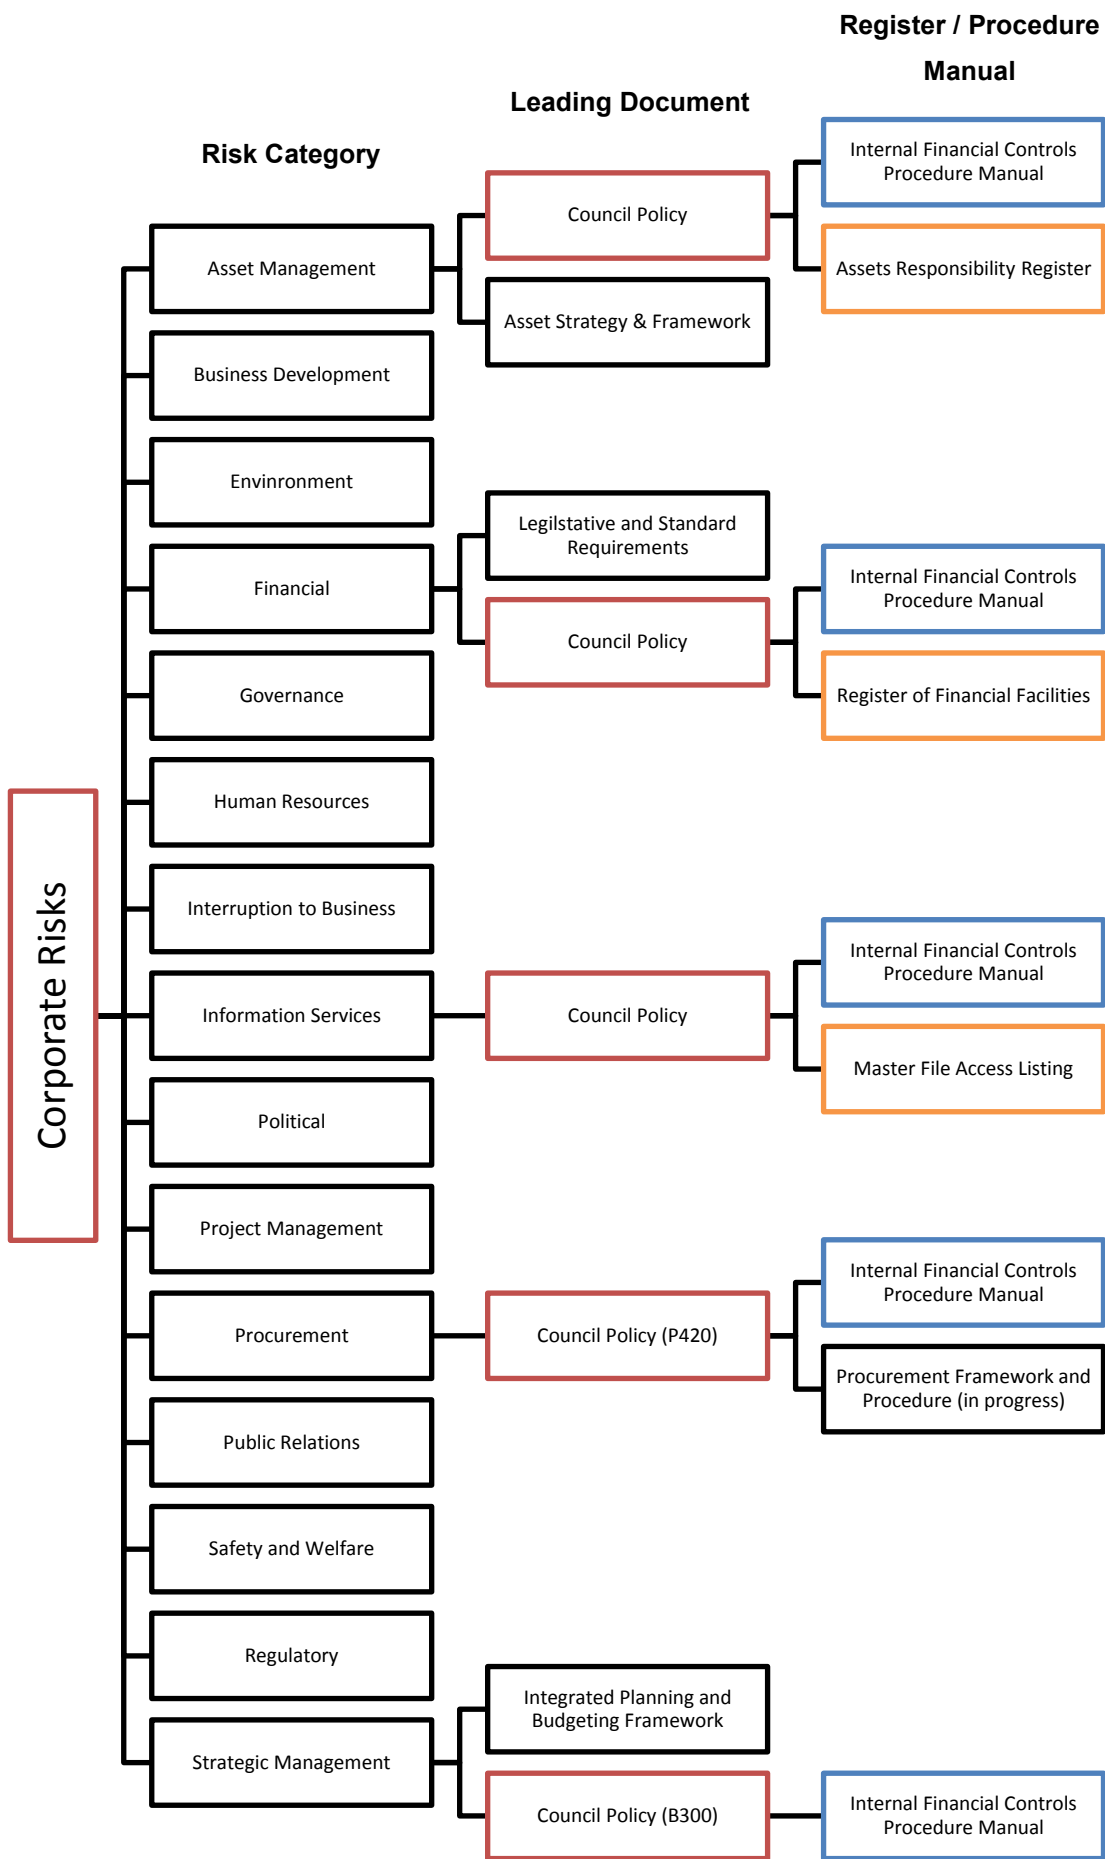 Register / Procedure
Manual
Leading Document
Risk Category
Corporate Risks
Asset Management
Council Policy
Internal Financial Controls
Procedure Manual
Assets Responsibility Register
Asset Strategy & Framework
Business Development
Envinronment
Financial
Legilstative and Standard
Requirements
Council Policy
Internal Financial Controls
Procedure Manual
Register of Financial Facilities
Governance
Human Resources
Interruption to Business
Information Services
Council Policy
Internal Financial Controls
Procedure Manual
Master File Access Listing
Political
Project Management
Procurement
Council Policy (P420)
Internal Financial Controls
Procedure Manual
Procurement Framework and
Procedure (in progress)
Public Relations
Safety and Welfare
Regulatory
Strategic Management
Integrated Planning and
Budgeting Framework
Council Policy (B300)
Internal Financial Controls
Procedure Manual